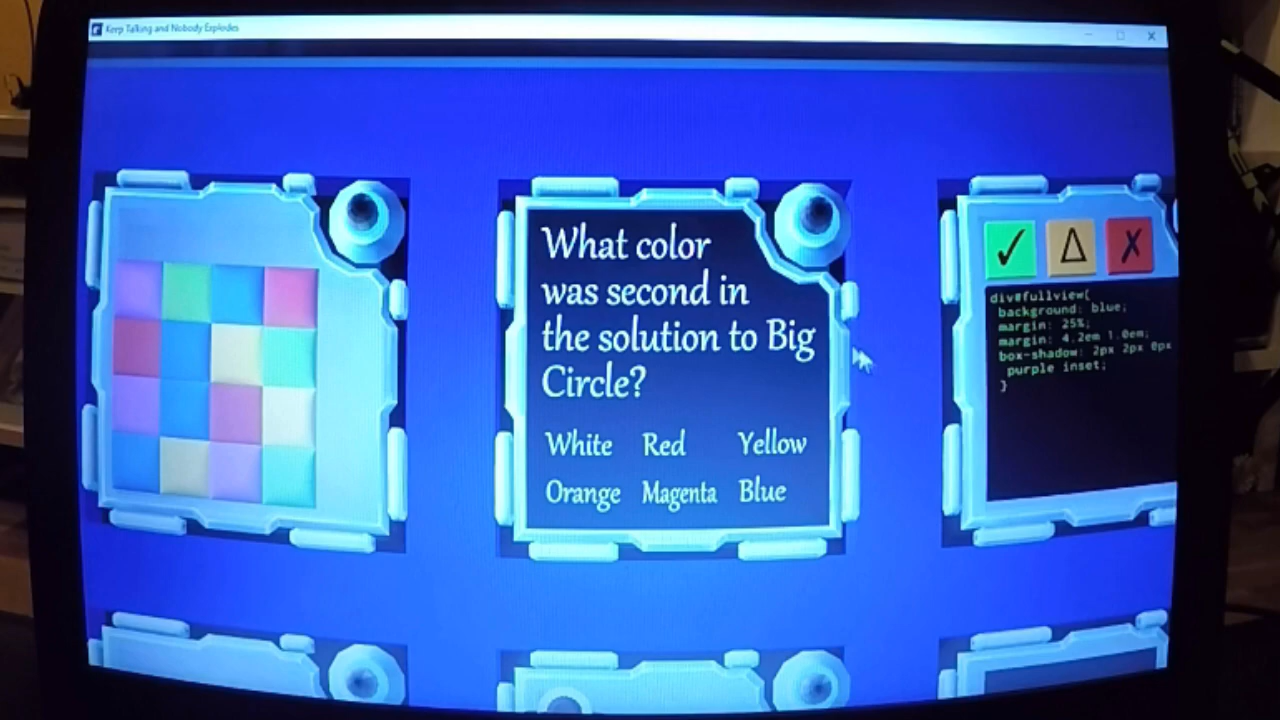 Keep Talking and Nobody Explodes
What color
was second in
the solution to Big
Circle?
White Red Yellow
Orange Magenta Blue
div#fullview{
background: blue;
margin: 25%;
margin: 4.2em 1.0em;
box-shadow: 2px 2px 0px
purple inset;
}